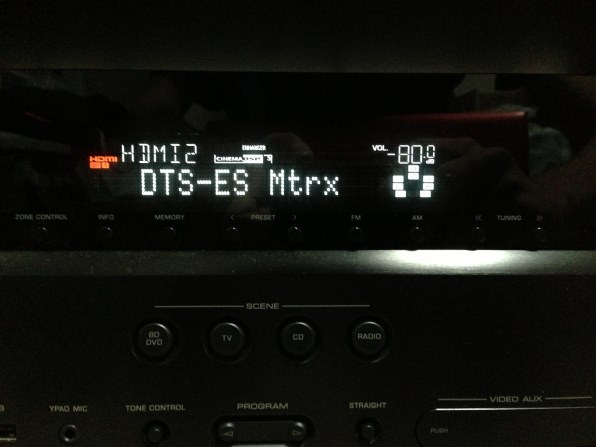 HDMI HDMI2 ENHANCER VOL. -80.0 dB
CINEMA DSP 3
DTS-ES Mtrx
ZONE CONTROL INFO MEMORY < PRESET > FM AM << TUNING >>
SCENE
BD DVD TV CD RADIO
YPAO MIC TONE CONTROL PROGRAM STRAIGHT VIDEO AUX
PUSH